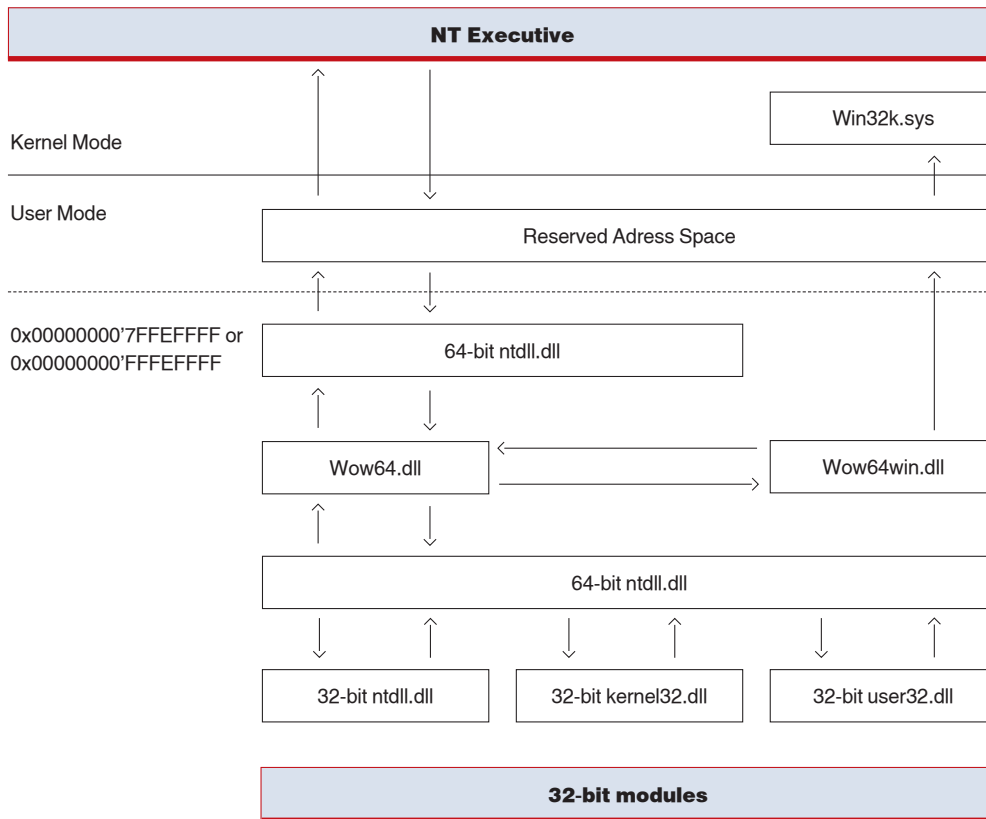 NT Executive
Win32k.sys
Kernel Mode
User Mode
Reserved Adress Space
0x00000000’7FFEFFFF or
0x00000000’FFFEFFFF
64-bit ntdll.dll
Wow64.dll
Wow64win.dll
64-bit ntdll.dll
32-bit ntdll.dll
32-bit kernel32.dll
32-bit user32.dll
32-bit modules